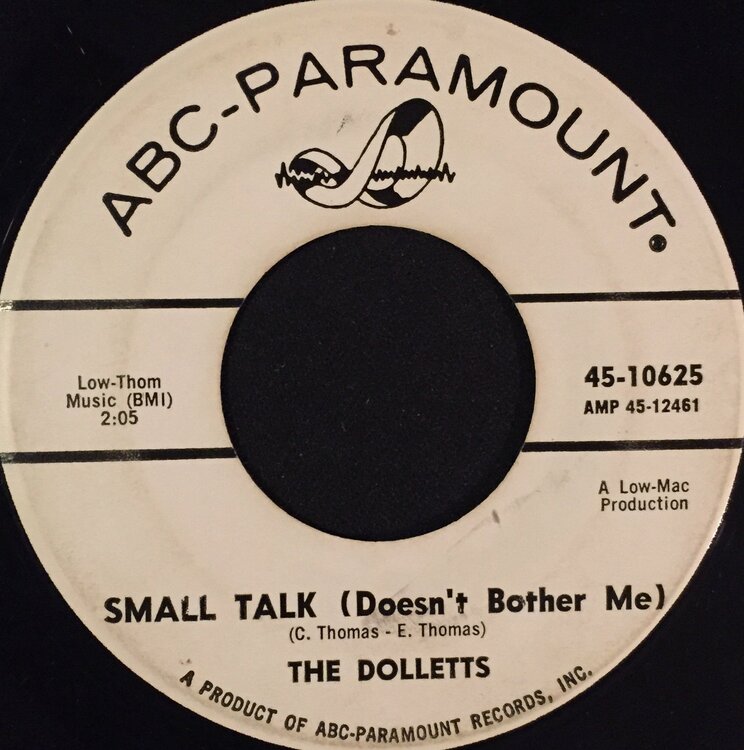 ABC-PARAMOUNT.
Low-Thom
Music (BMI)
2:05
45-10625
AMP 45-12461
A Low-Mac
Production
SMALL TALK (Doesn't Bother Me)
(C. Thomas - E. Thomas)
THE DOLLETTS
A PRODUCT OF ABC-PARAMOUNT RECORDS, INC.